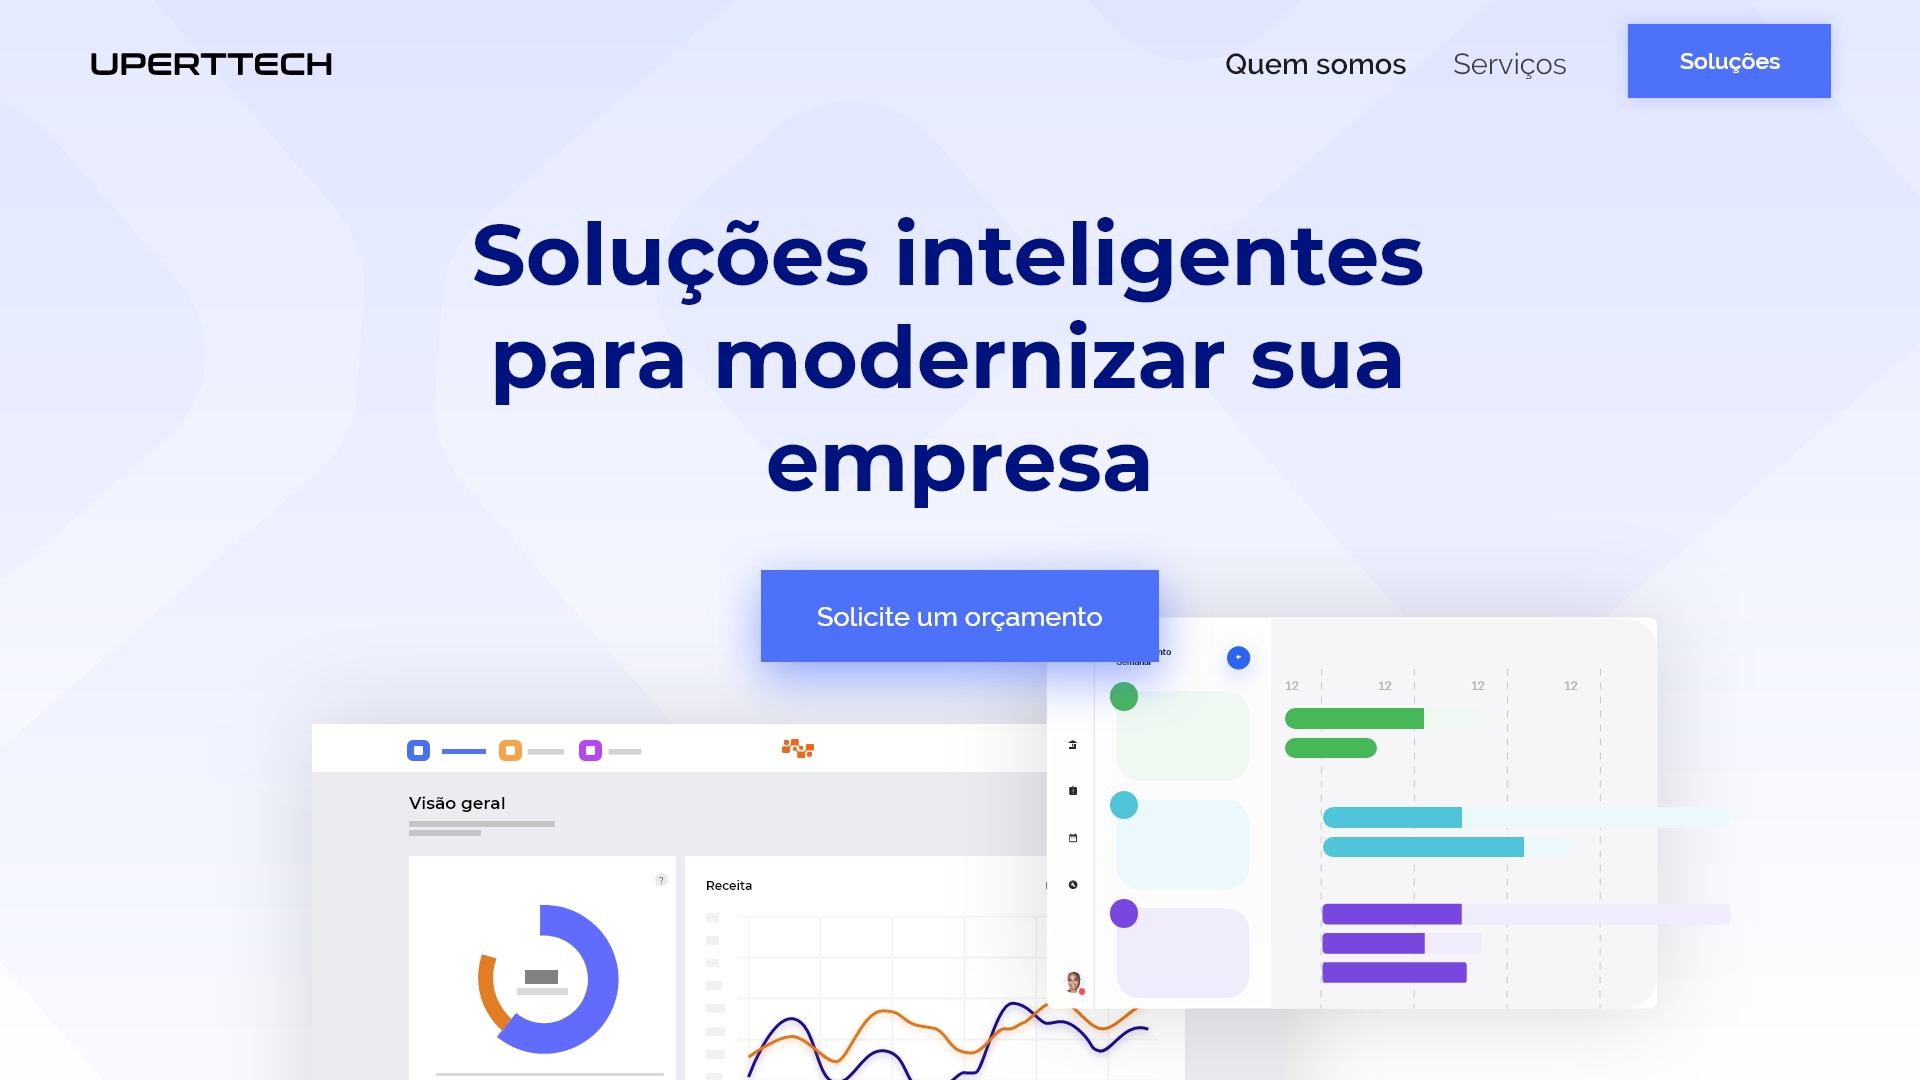 UPERTTECH
Quem somos
Serviços
Soluções
Soluções inteligentes
para modernizar sua
empresa
Solicite um orçamento
12 12 12 12
Visão geral
?
Receita